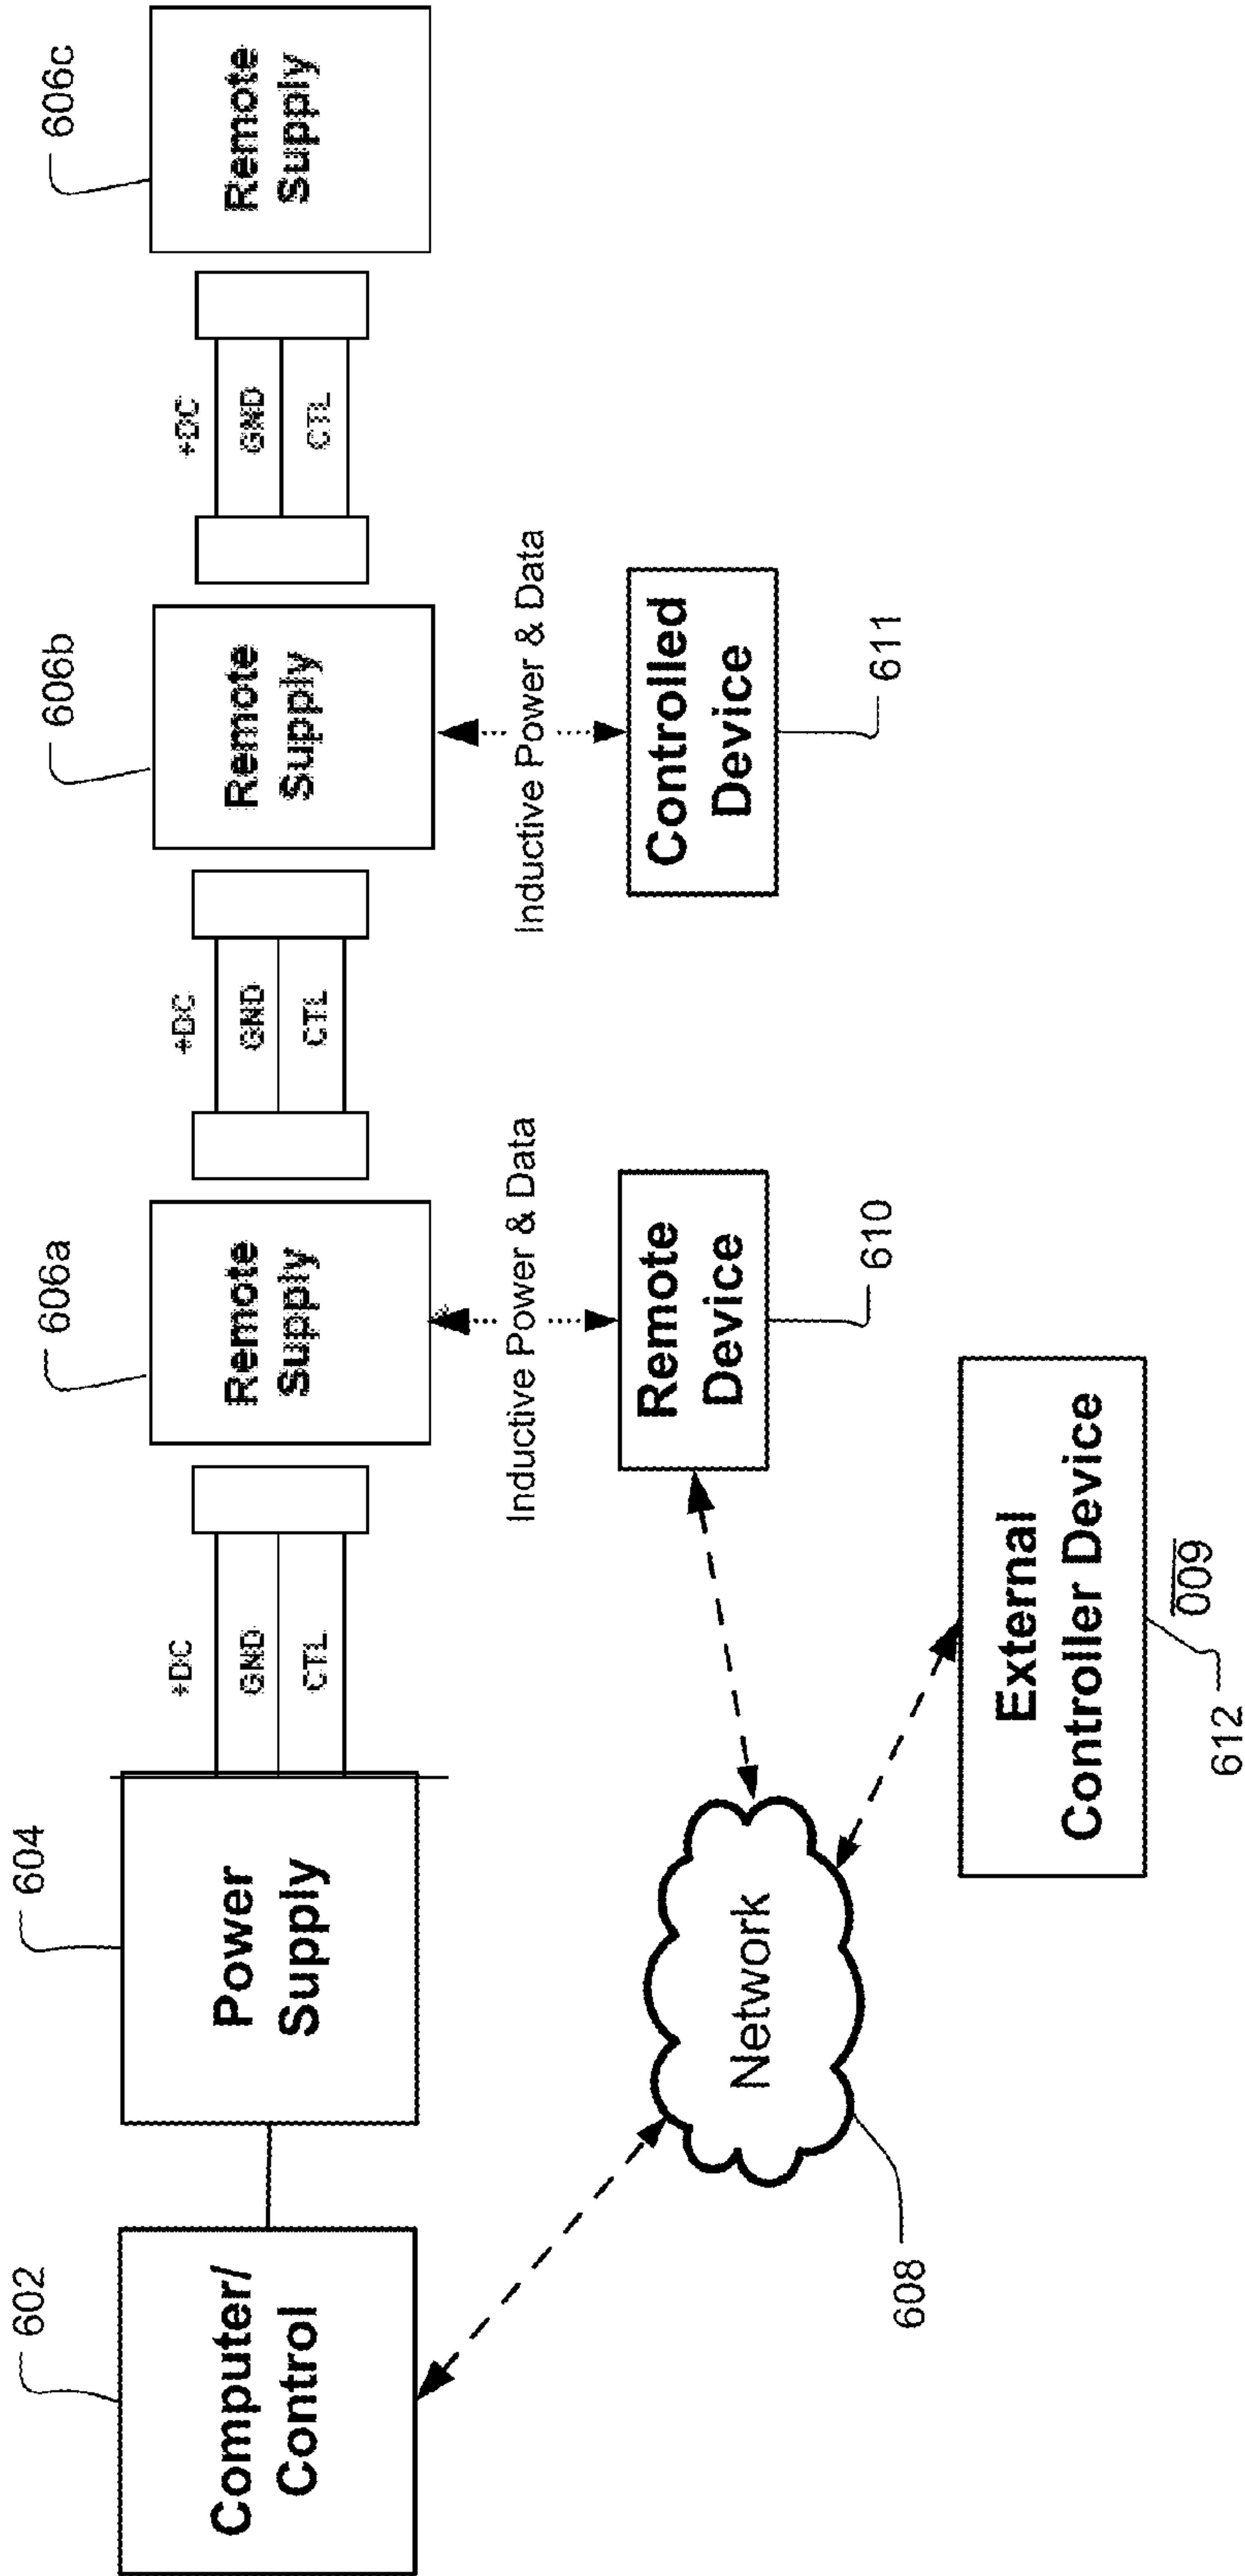 602
604
606a
606b
606c
Computer/
Control
Power
Supply
+DC
GND
CTL
Remote
Supply
+DC
GND
CTL
Remote
Supply
+DC
GND
CTL
Remote
Supply
Inductive Power & Data
Inductive Power & Data
Network
608
Remote
Device
610
Controlled
Device
611
External
Controller Device
612
600